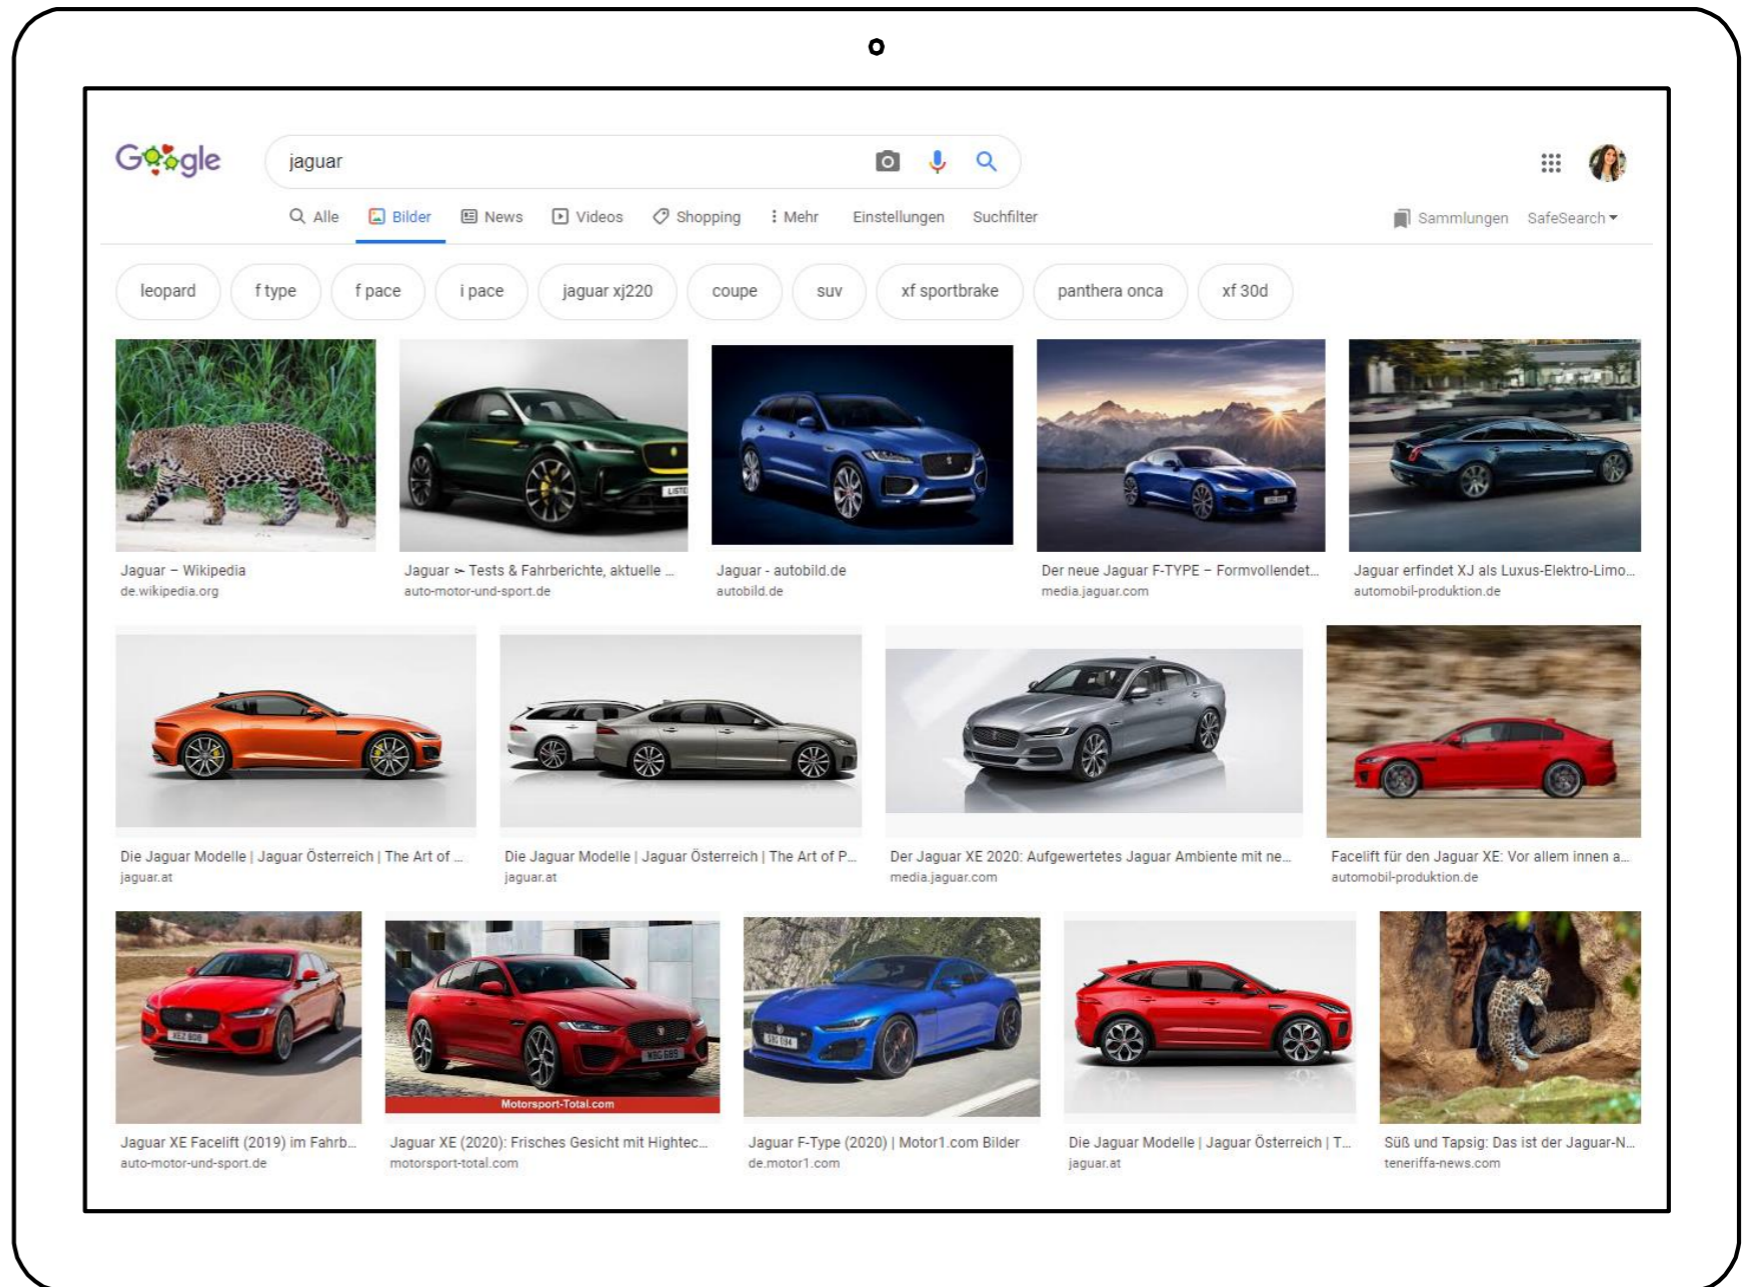 Google
jaguar
Alle Bilder News Videos Shopping Mehr Einstellungen Suchfilter Sammlungen SafeSearch
leopard f type f pace i pace jaguar xj220 coupe suv xf sportbrake panthera onca xf 30d
LISTE
Jaguar – Wikipedia
de.wikipedia.org
Jaguar ➣ Tests & Fahrberichte, aktuelle ...
auto-motor-und-sport.de
Jaguar - autobild.de
autobild.de
Der neue Jaguar F-TYPE – Formvollendet...
media.jaguar.com
Jaguar erfindet XJ als Luxus-Elektro-Limo...
automobil-produktion.de
Die Jaguar Modelle | Jaguar Österreich | The Art of ...
jaguar.at
Die Jaguar Modelle | Jaguar Österreich | The Art of P...
jaguar.at
Der Jaguar XE 2020: Aufgewertetes Jaguar Ambiente mit ne...
media.jaguar.com
Facelift für den Jaguar XE: Vor allem innen a...
automobil-produktion.de
XEZ 808
WBG 689
Motorsport-Total.com
Jaguar XE Facelift (2019) im Fahrb...
auto-motor-und-sport.de
Jaguar XE (2020): Frisches Gesicht mit Hightec...
motorsport-total.com
Jaguar F-Type (2020) | Motor1.com Bilder
de.motor1.com
Die Jaguar Modelle | Jaguar Österreich | T...
jaguar.at
Süß und Tapsig: Das ist der Jaguar-N...
teneriffa-news.com